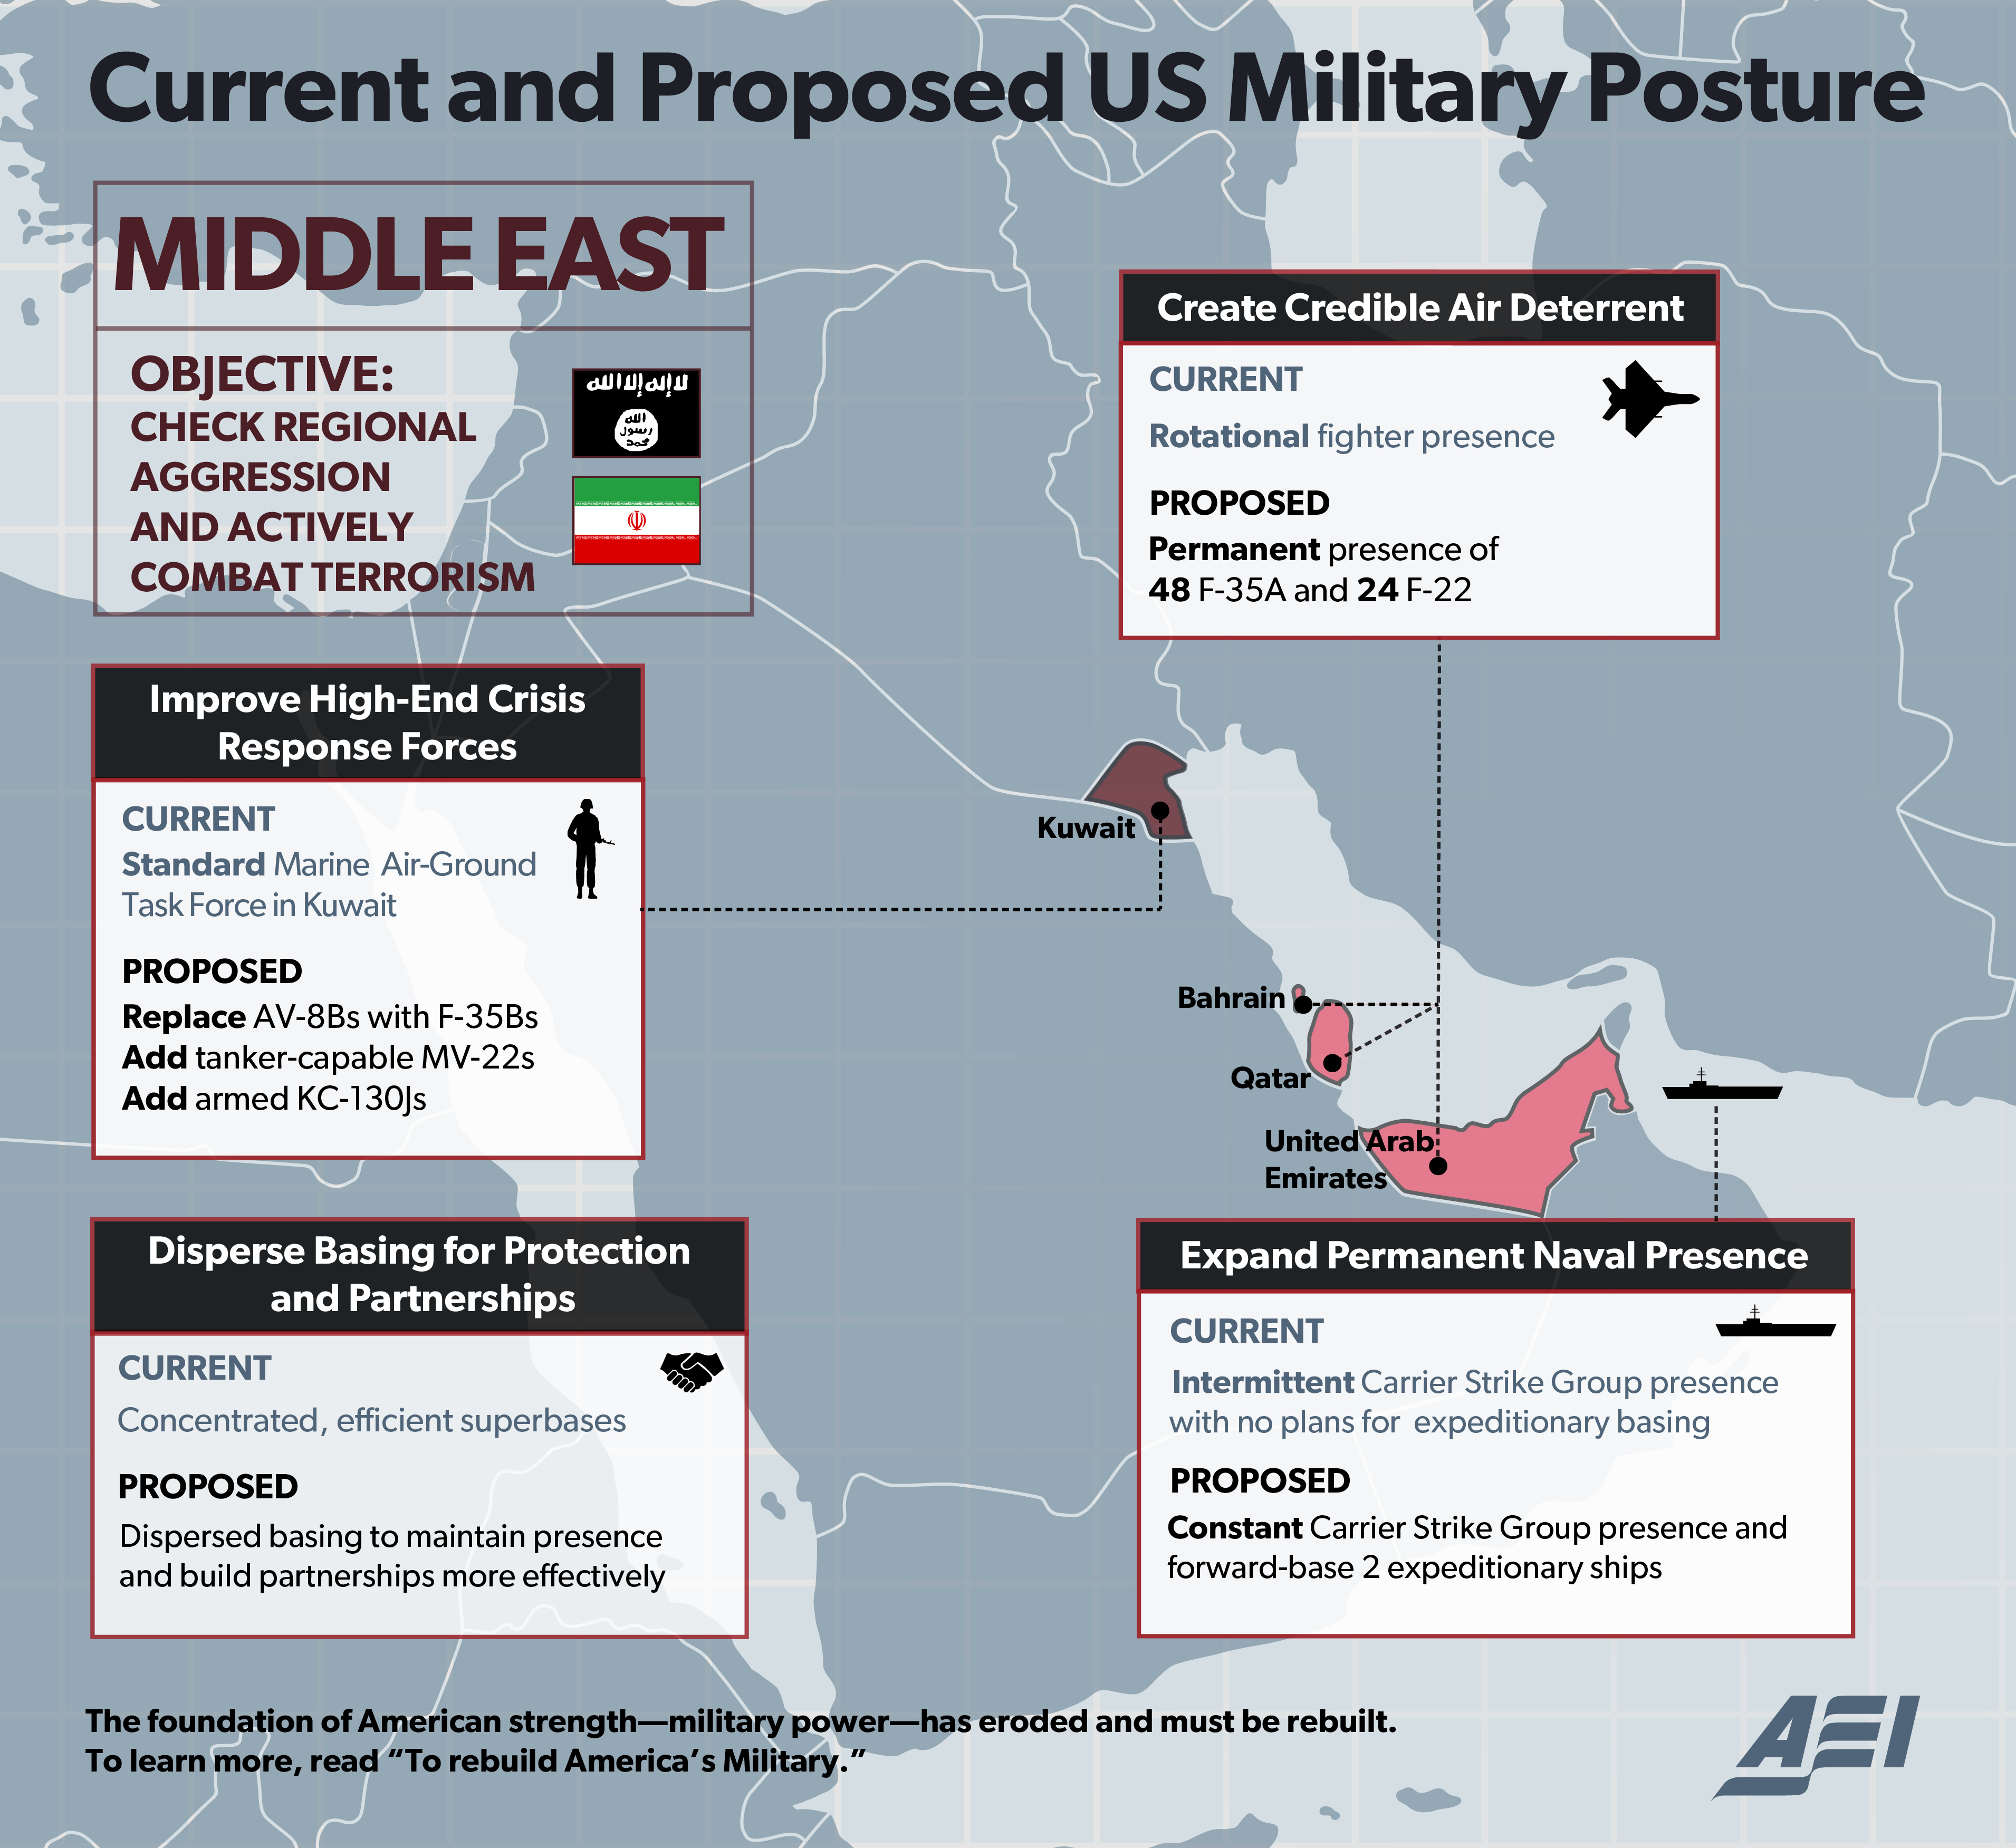 Current and Proposed US Military Posture
MIDDLE EAST
OBJECTIVE:
CHECK REGIONAL
AGGRESSION
AND ACTIVELY
COMBAT TERRORISM
لا إله إلا الله
الله
رسول
محمد
Create Credible Air Deterrent
CURRENT
Rotational fighter presence
PROPOSED
Permanent presence of
48 F-35A and 24 F-22
Improve High-End Crisis
Response Forces
CURRENT
Standard Marine Air-Ground
Task Force in Kuwait
PROPOSED
Replace AV-8Bs with F-35Bs
Add tanker-capable MV-22s
Add armed KC-130Js
Kuwait
Bahrain
Qatar
United Arab
Emirates
Disperse Basing for Protection
and Partnerships
CURRENT
Concentrated, efficient superbases
PROPOSED
Dispersed basing to maintain presence
and build partnerships more effectively
Expand Permanent Naval Presence
CURRENT
Intermittent Carrier Strike Group presence
with no plans for expeditionary basing
PROPOSED
Constant Carrier Strike Group presence and
forward-base 2 expeditionary ships
The foundation of American strength—military power—has eroded and must be rebuilt.
To learn more, read “To rebuild America’s Military.”
AEI